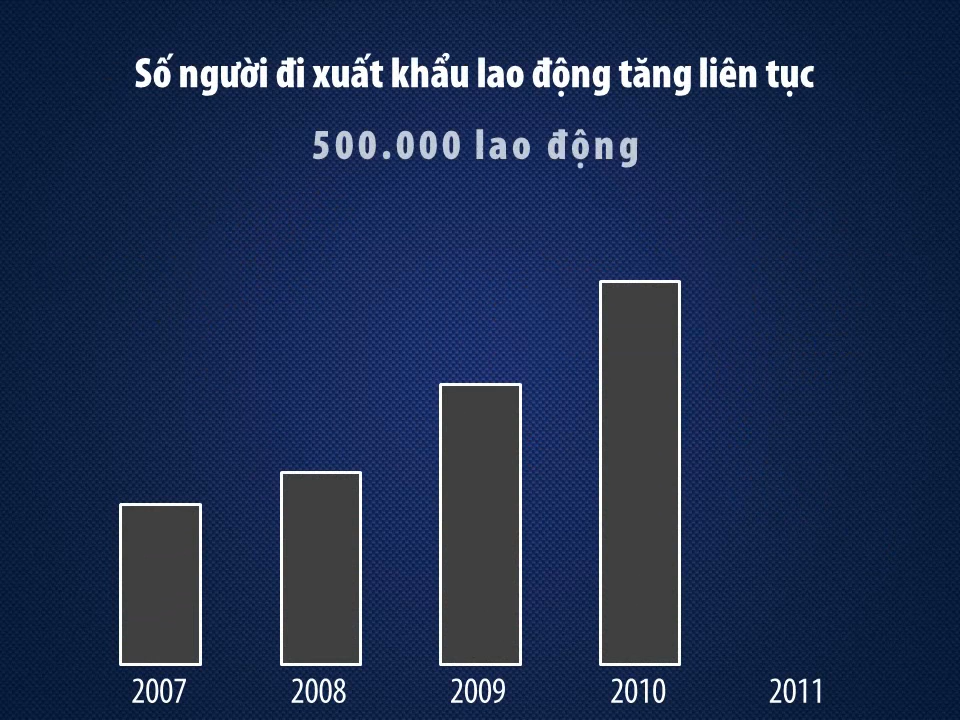 Số người đi xuất khẩu lao động tăng liên tục
500.000 lao động
2007 2008 2009 2010 2011